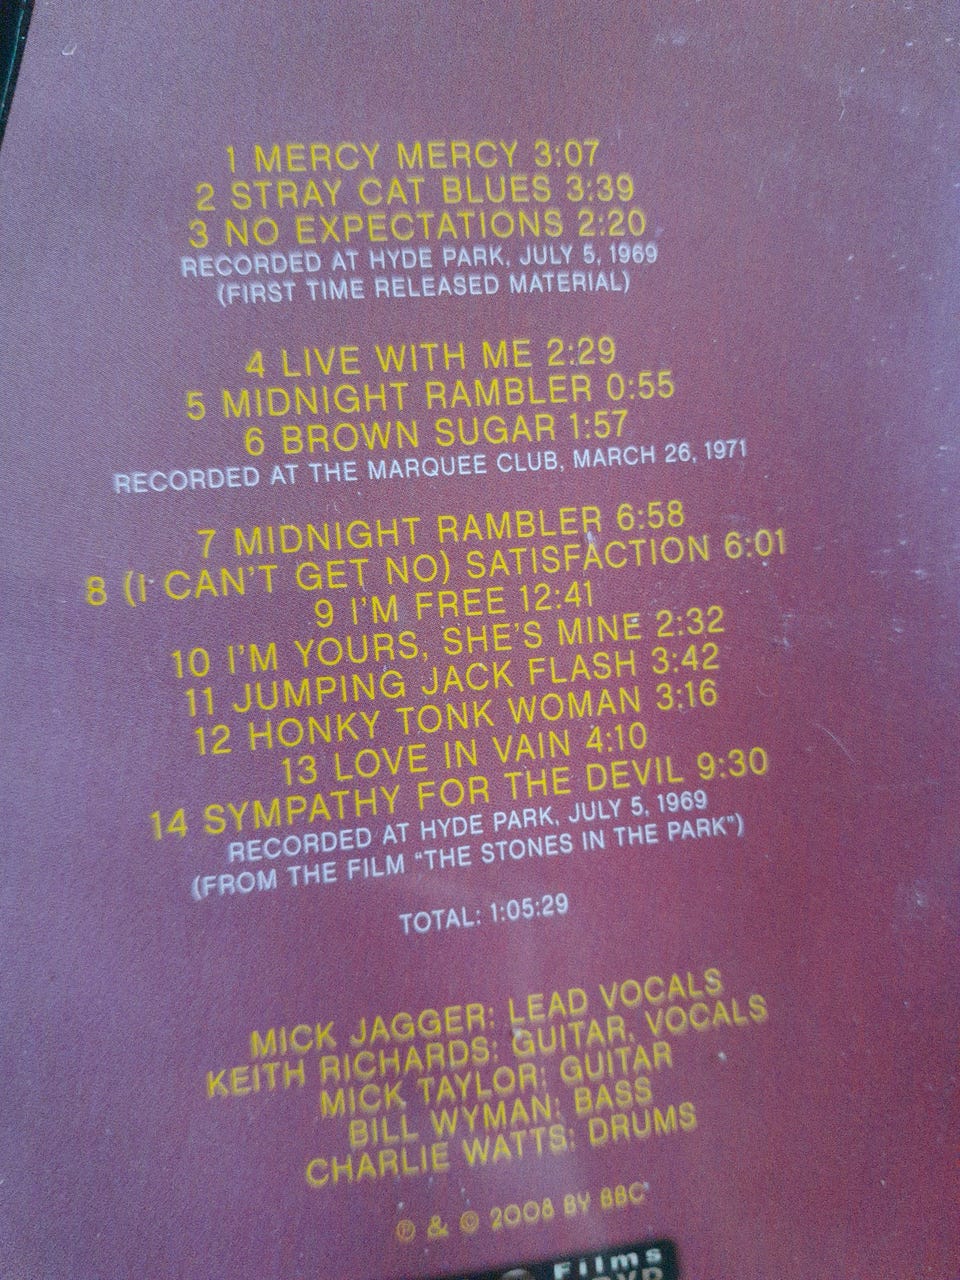 1 MERCY MERCY 3:07
2 STRAY CAT BLUES 3:39
3 NO EXPECTATIONS 2:20
RECORDED AT HYDE PARK, JULY 5, 1969
(FIRST TIME RELEASED MATERIAL)
4 LIVE WITH ME 2:29
5 MIDNIGHT RAMBLER 0:55
6 BROWN SUGAR 1:57
RECORDED AT THE MARQUEE CLUB, MARCH 26, 1971
7 MIDNIGHT RAMBLER 6:58
8 (I CAN'T GET NO) SATISFACTION 6:01
9 I'M FREE 12:41
10 I'M YOURS, SHE'S MINE 2:32
11 JUMPING JACK FLASH 3:42
12 HONKY TONK WOMAN 3:16
13 LOVE IN VAIN 4:10
14 SYMPATHY FOR THE DEVIL 9:30
RECORDED AT HYDE PARK, JULY 5, 1969
(FROM THE FILM "THE STONES IN THE PARK")
TOTAL: 1:05:29
MICK JAGGER: LEAD VOCALS
KEITH RICHARDS: GUITAR, VOCALS
MICK TAYLOR: GUITAR
BILL WYMAN: BASS
CHARLIE WATTS: DRUMS
℗ & © 2008 BY BBC
Films